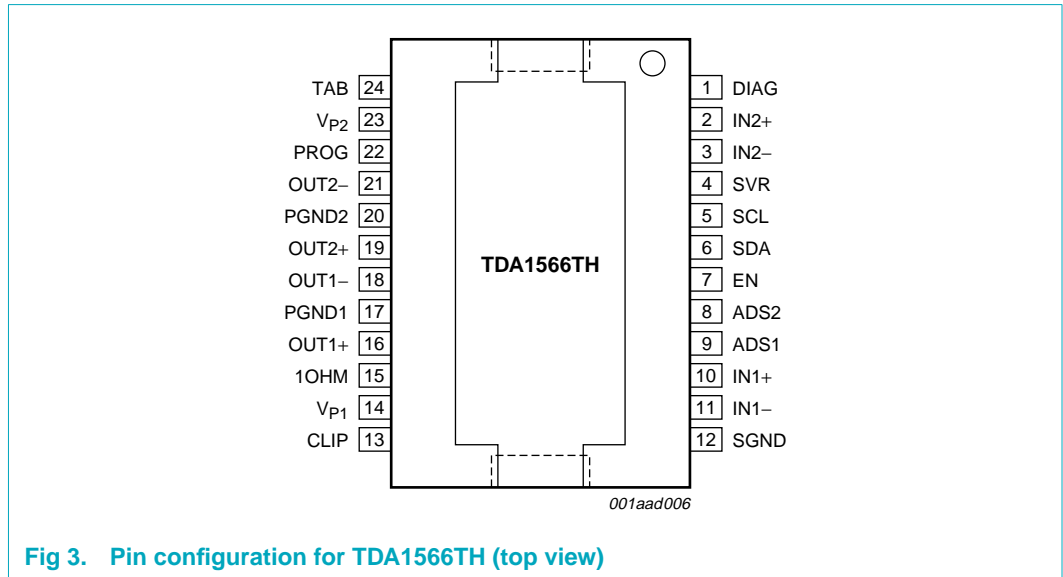 TAB 24 1 DIAG
VP2 23 2 IN2+
PROG 22 3 IN2−
OUT2− 21 4 SVR
PGND2 20 5 SCL
OUT2+ 19 6 SDA
TDA1566TH
OUT1− 18 7 EN
PGND1 17 8 ADS2
OUT1+ 16 9 ADS1
1OHM 15 10 IN1+
VP1 14 11 IN1−
CLIP 13 12 SGND
001aad006
Fig 3. Pin configuration for TDA1566TH (top view)